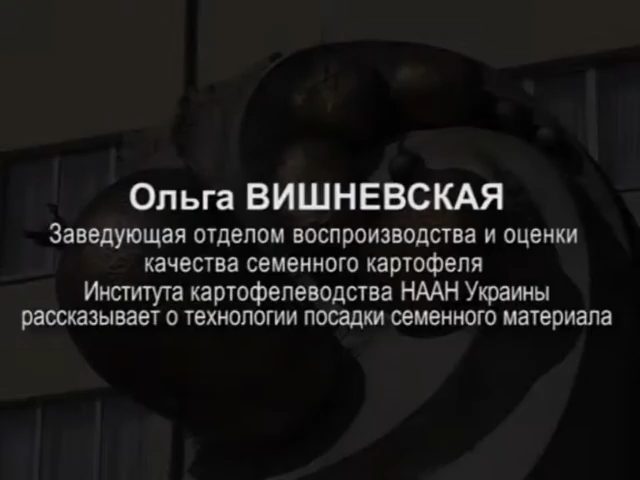 Ольга ВИШНЕВСКАЯ
Заведующая отделом воспроизводства и оценки
качества семенного картофеля
Института картофелеводства НААН Украины
рассказывает о технологии посадки семенного материала